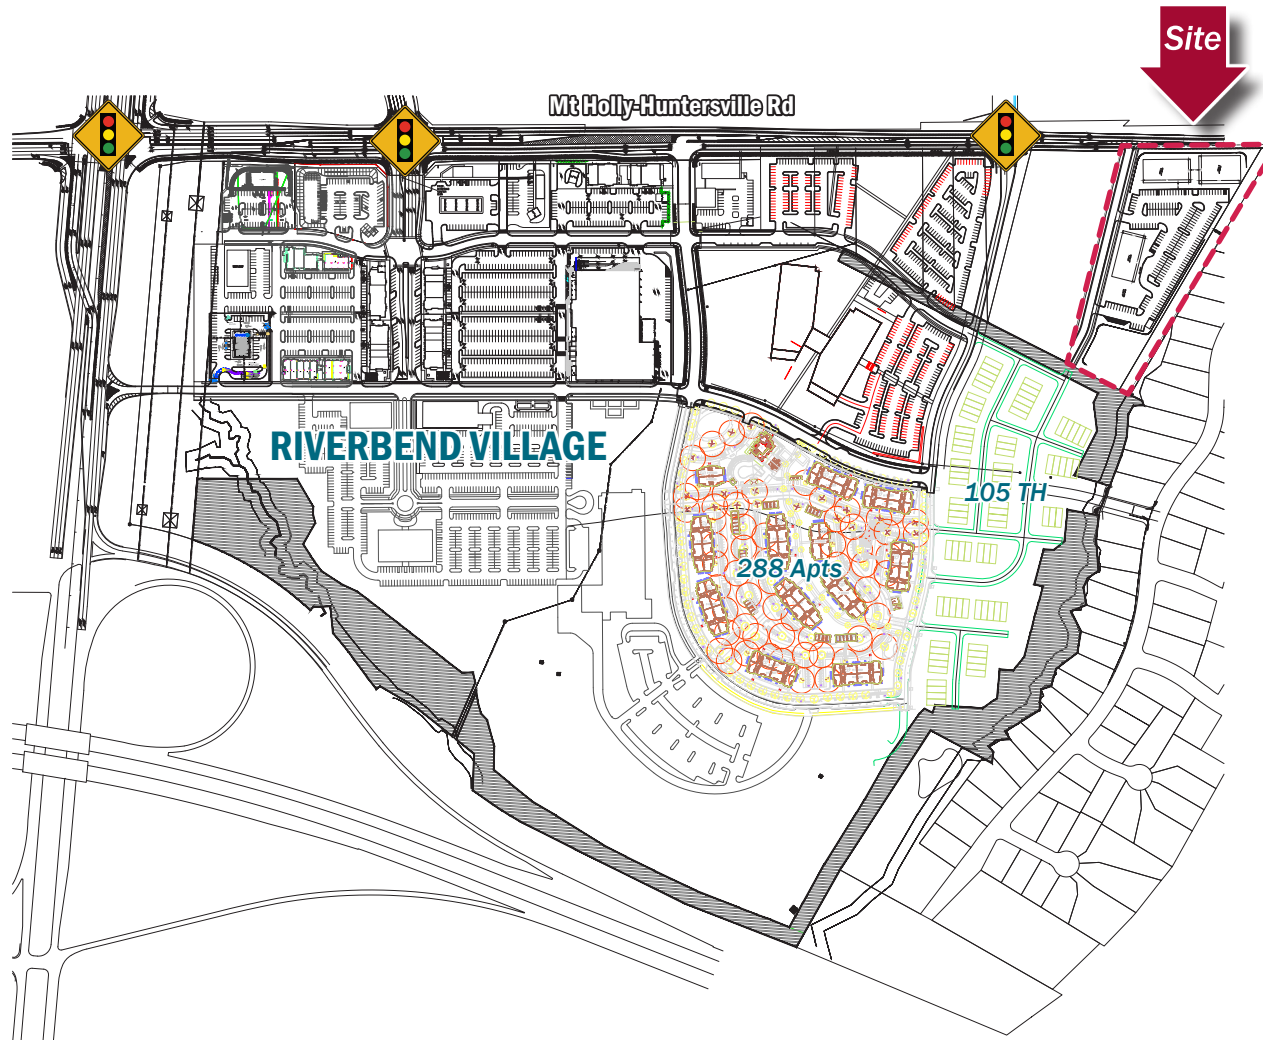 Site
Mt Holly-Huntersville Rd
RIVERBEND VILLAGE
105 TH
288 Apts